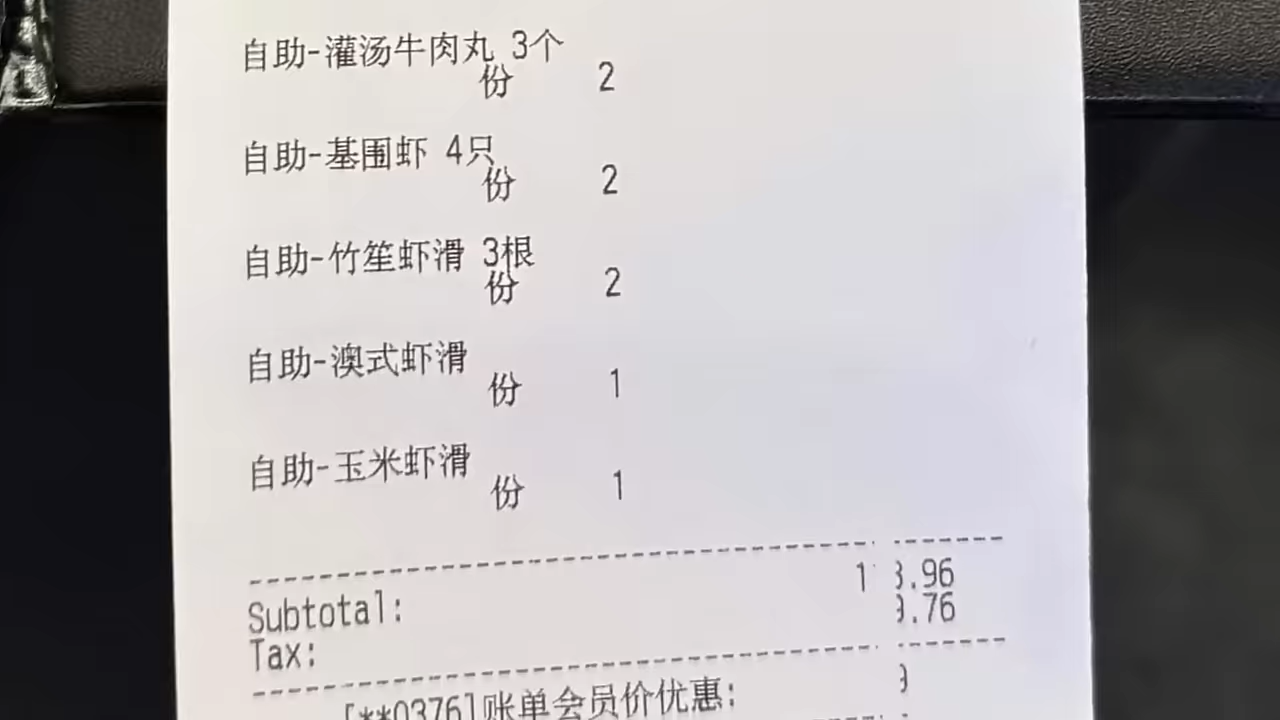 自助-灌汤牛肉丸 3个
份 2
自助-基围虾 4只
份 2
自助-竹笙虾滑 3根
份 2
自助-澳式虾滑
份 1
自助-玉米虾滑
份 1
Subtotal:
Tax:
[**0376]账单会员价优惠: